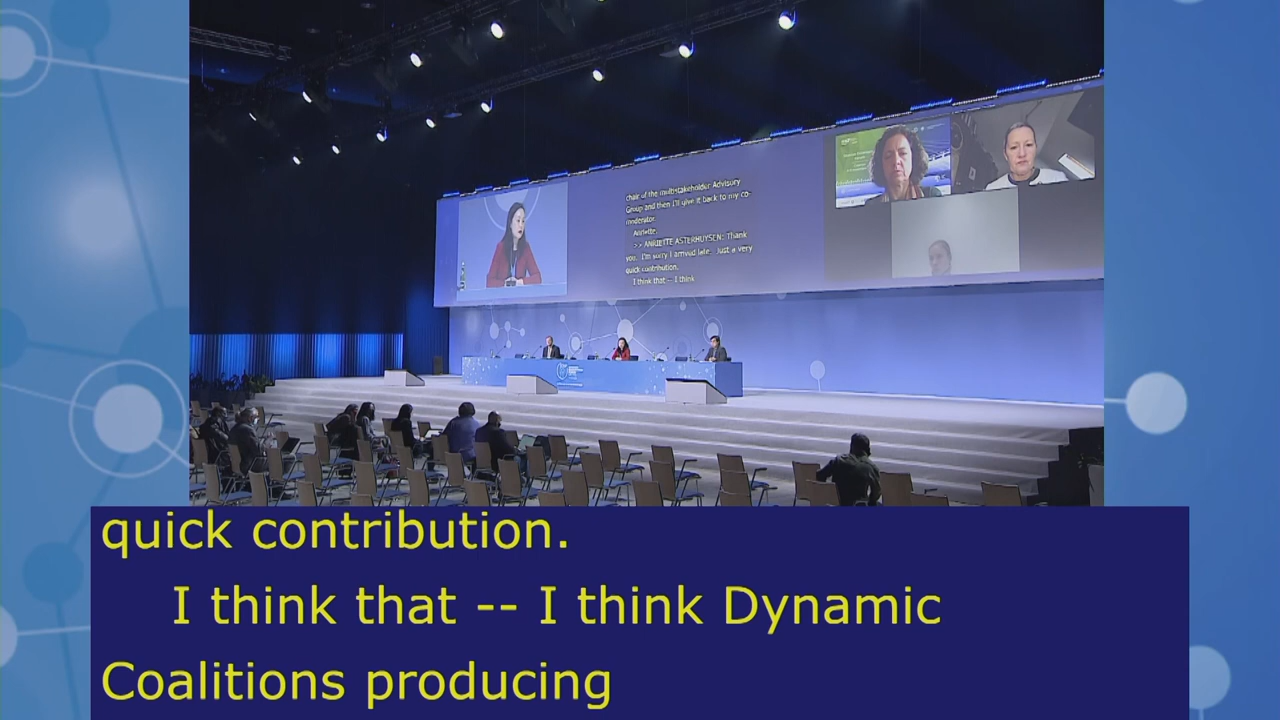 chair of the multistakeholder Advisory
Group and then I'll give it back to my co-
moderator.
Anriette.
>> ANRIETTE ASTERHUYSEN: Thank
you. I'm sorry I arrived late. Just a very
quick contribution.
I think that -- I think
quick contribution.
I think that -- I think Dynamic
Coalitions producing